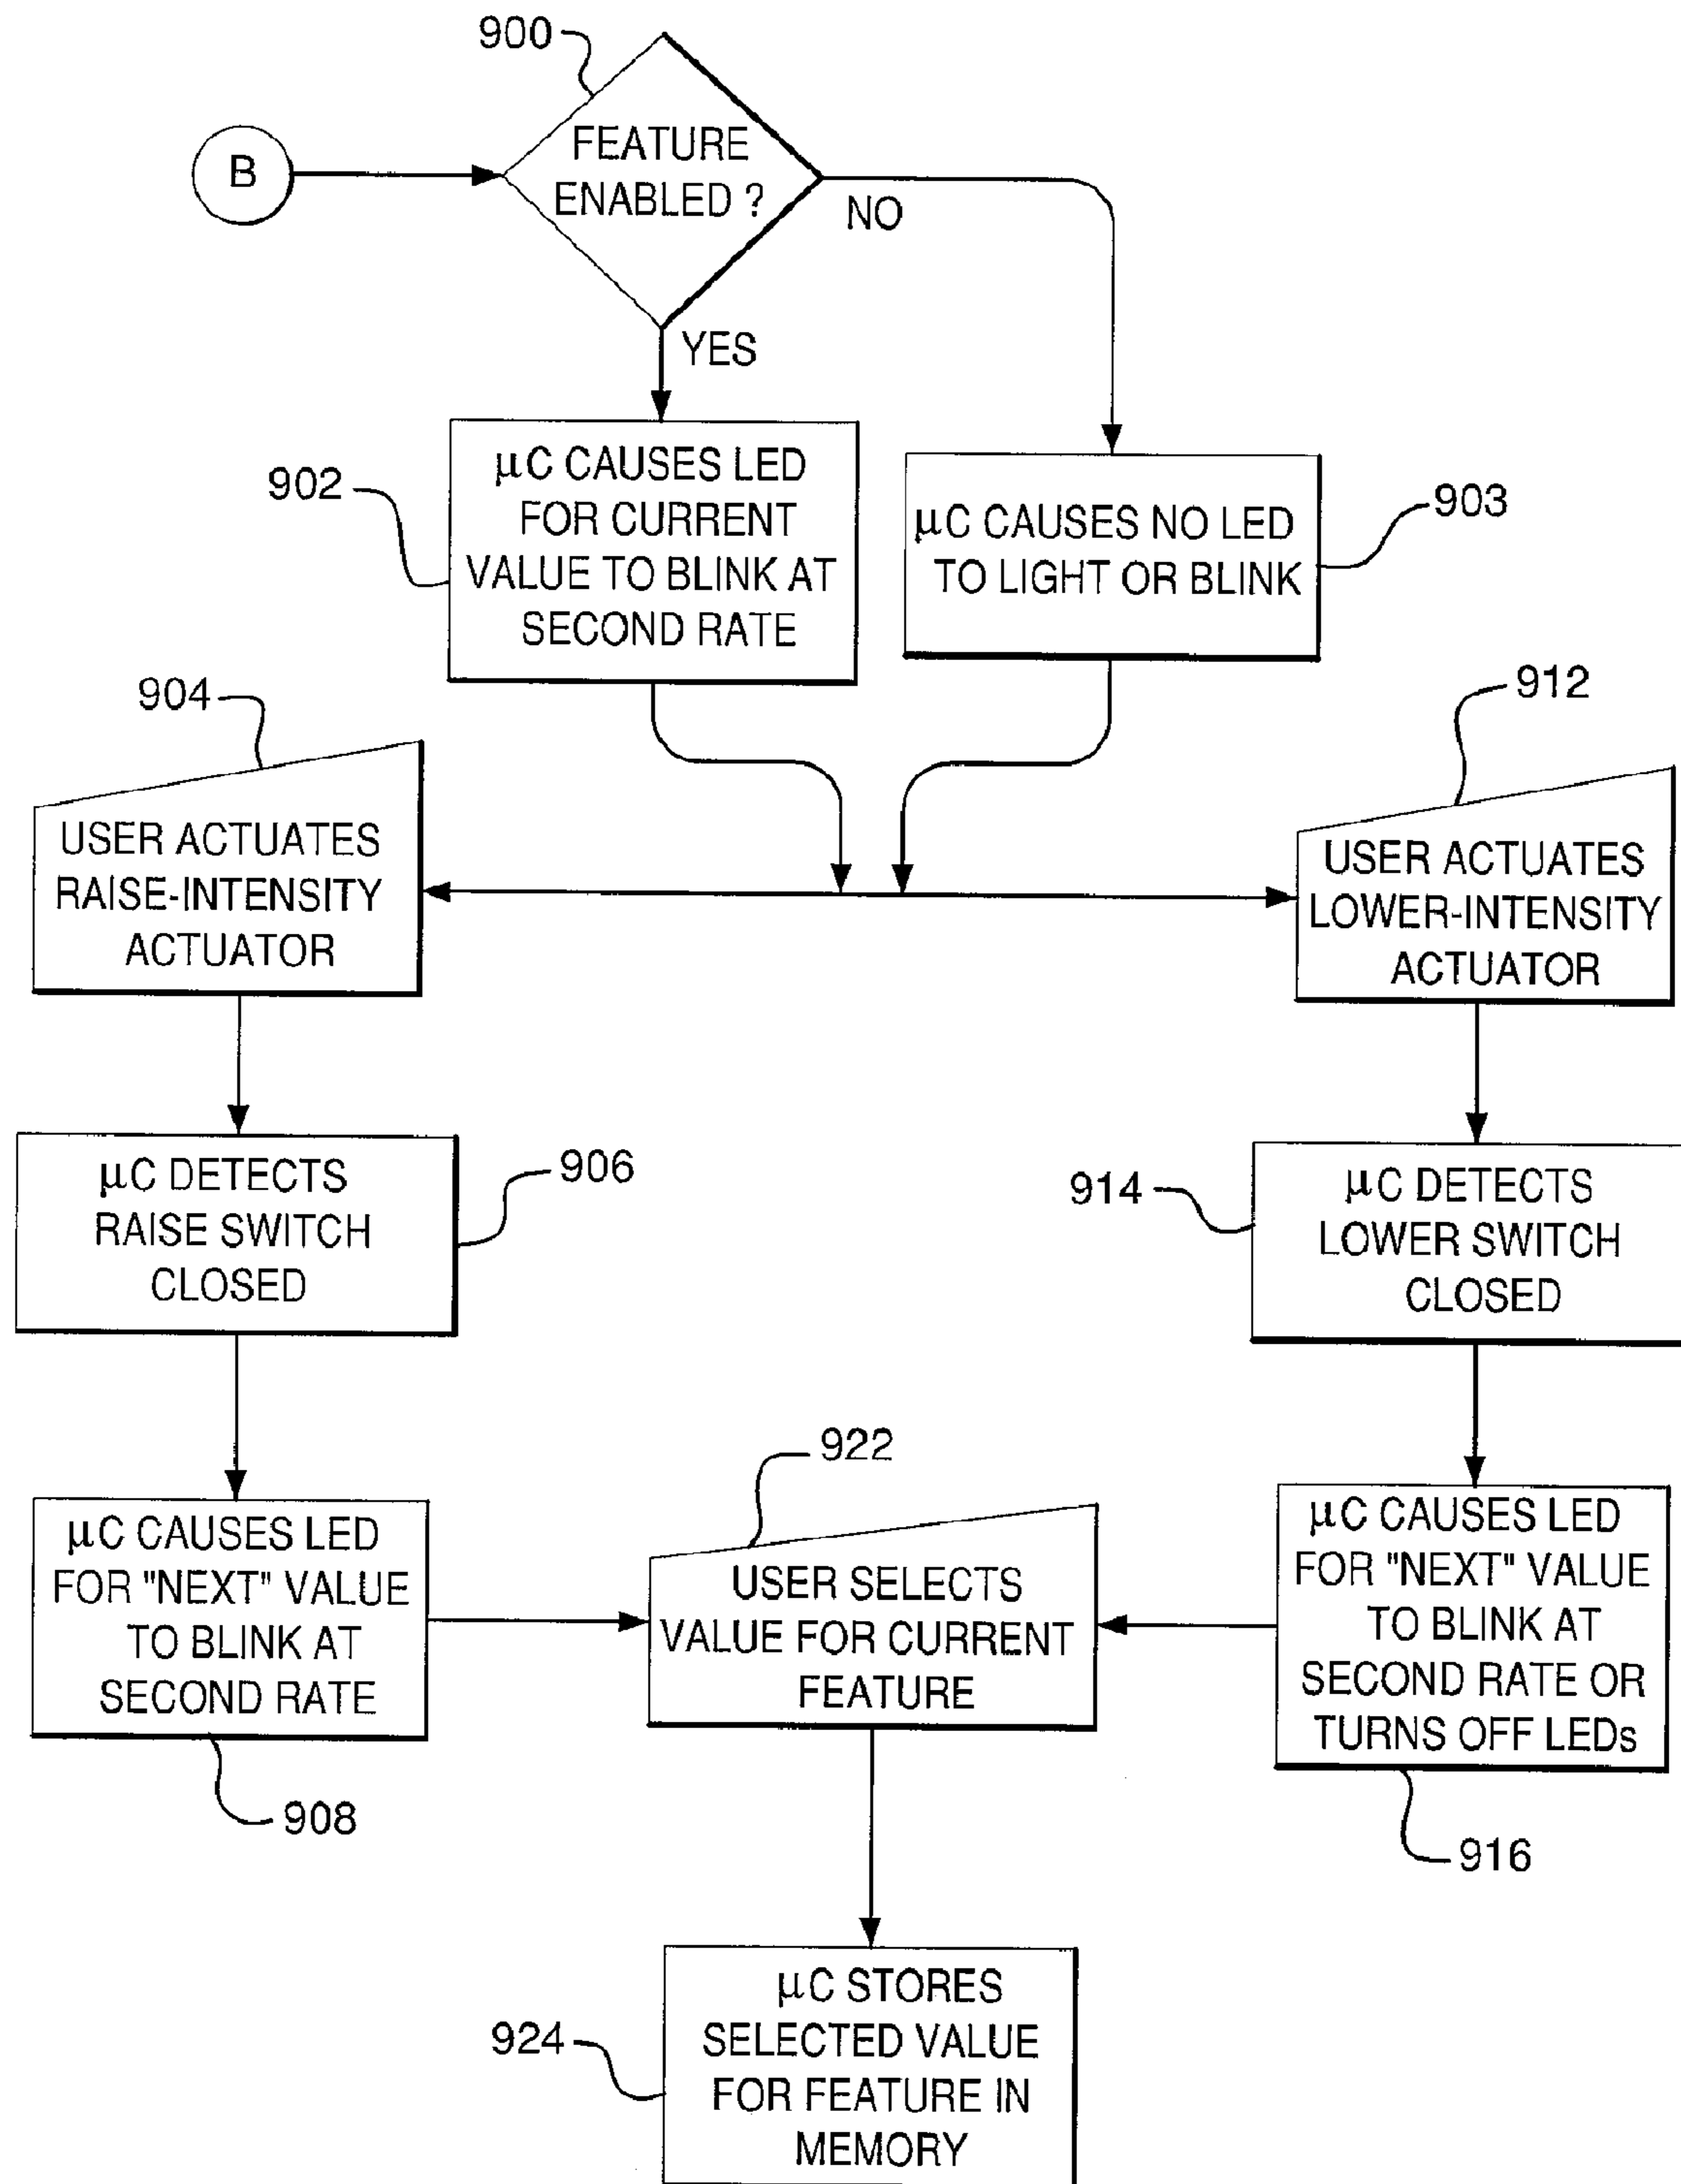 900
B
FEATURE
ENABLED ?
NO
YES
902
µC CAUSES LED
FOR CURRENT
VALUE TO BLINK AT
SECOND RATE
µC CAUSES NO LED
TO LIGHT OR BLINK
903
904
USER ACTUATES
RAISE-INTENSITY
ACTUATOR
912
USER ACTUATES
LOWER-INTENSITY
ACTUATOR
µC DETECTS
RAISE SWITCH
CLOSED
906
914
µC DETECTS
LOWER SWITCH
CLOSED
µC CAUSES LED
FOR "NEXT" VALUE
TO BLINK AT
SECOND RATE
908
922
USER SELECTS
VALUE FOR CURRENT
FEATURE
µC CAUSES LED
FOR "NEXT" VALUE
TO BLINK AT
SECOND RATE OR
TURNS OFF LEDs
916
924
µC STORES
SELECTED VALUE
FOR FEATURE IN
MEMORY